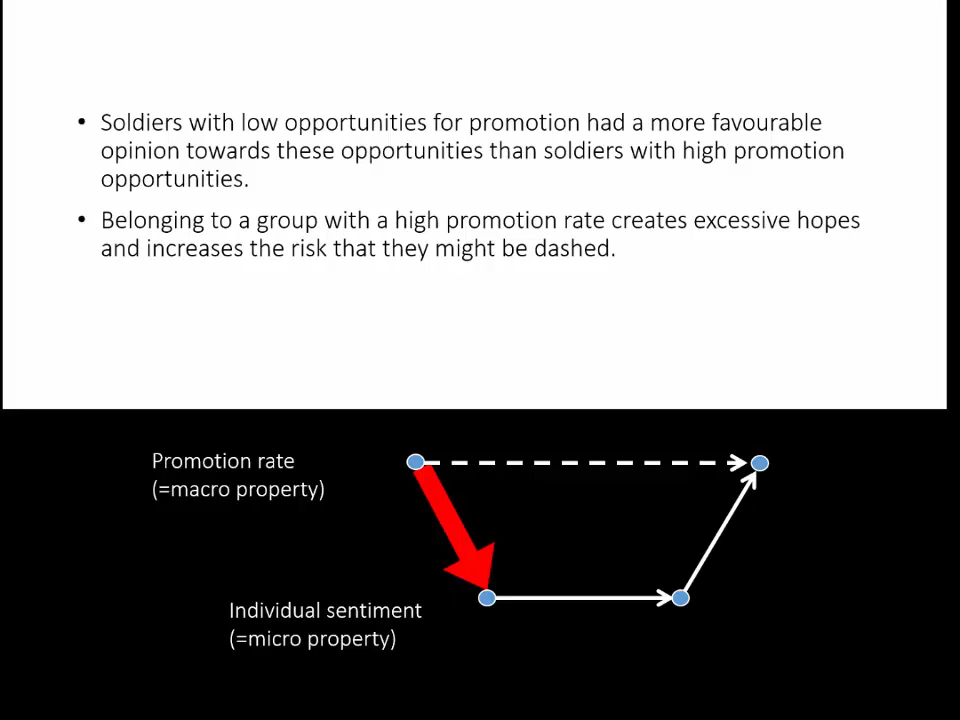 • Soldiers with low opportunities for promotion had a more favourable
opinion towards these opportunities than soldiers with high promotion
opportunities.
• Belonging to a group with a high promotion rate creates excessive hopes
and increases the risk that they might be dashed.
Promotion rate
(=macro property)
Individual sentiment
(=micro property)